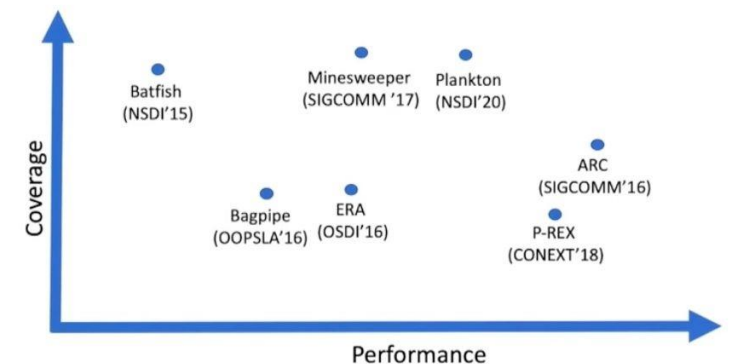 Coverage
Batfish
(NSDI'15)
Minesweeper
(SIGCOMM '17)
Plankton
(NSDI'20)
ARC
(SIGCOMM'16)
Bagpipe
(OOPSLA'16)
ERA
(OSDI'16)
P-REX
(CONEXT'18)
Performance